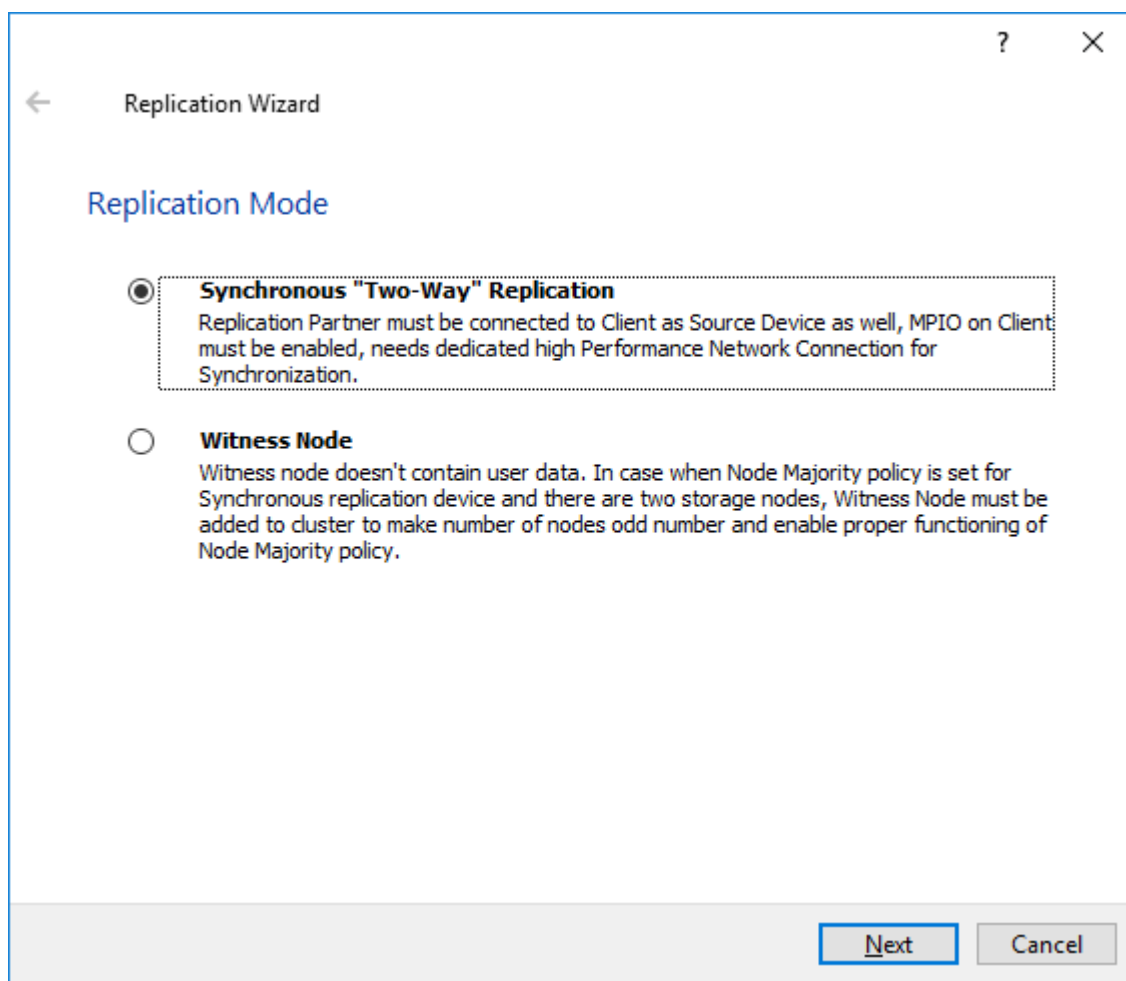 ?
Replication Wizard
Replication Mode
Synchronous "Two-Way" Replication
Replication Partner must be connected to Client as Source Device as well, MPIO on Client
must be enabled, needs dedicated high Performance Network Connection for
Synchronization.
Witness Node
Witness node doesn't contain user data. In case when Node Majority policy is set for
Synchronous replication device and there are two storage nodes, Witness Node must be
added to cluster to make number of nodes odd number and enable proper functioning of
Node Majority policy.
Next
Cancel